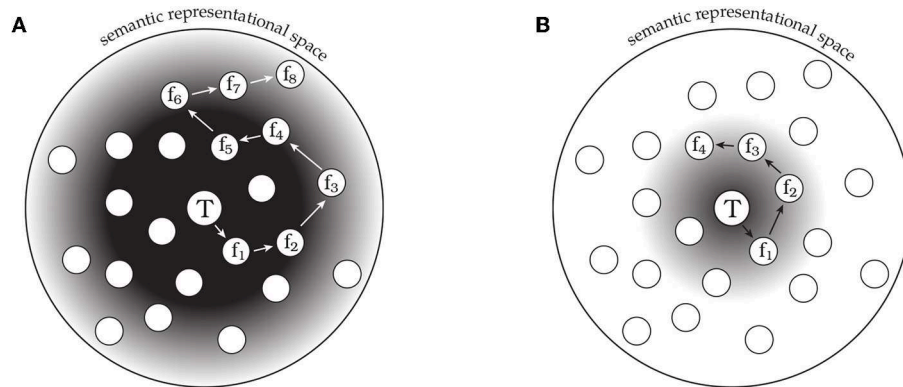 A
semantic representational space
f₆
f₇
f₈
f₅
f₄
f₃
T
f₁
f₂
B
semantic representational space
f₄
f₃
f₂
T
f₁